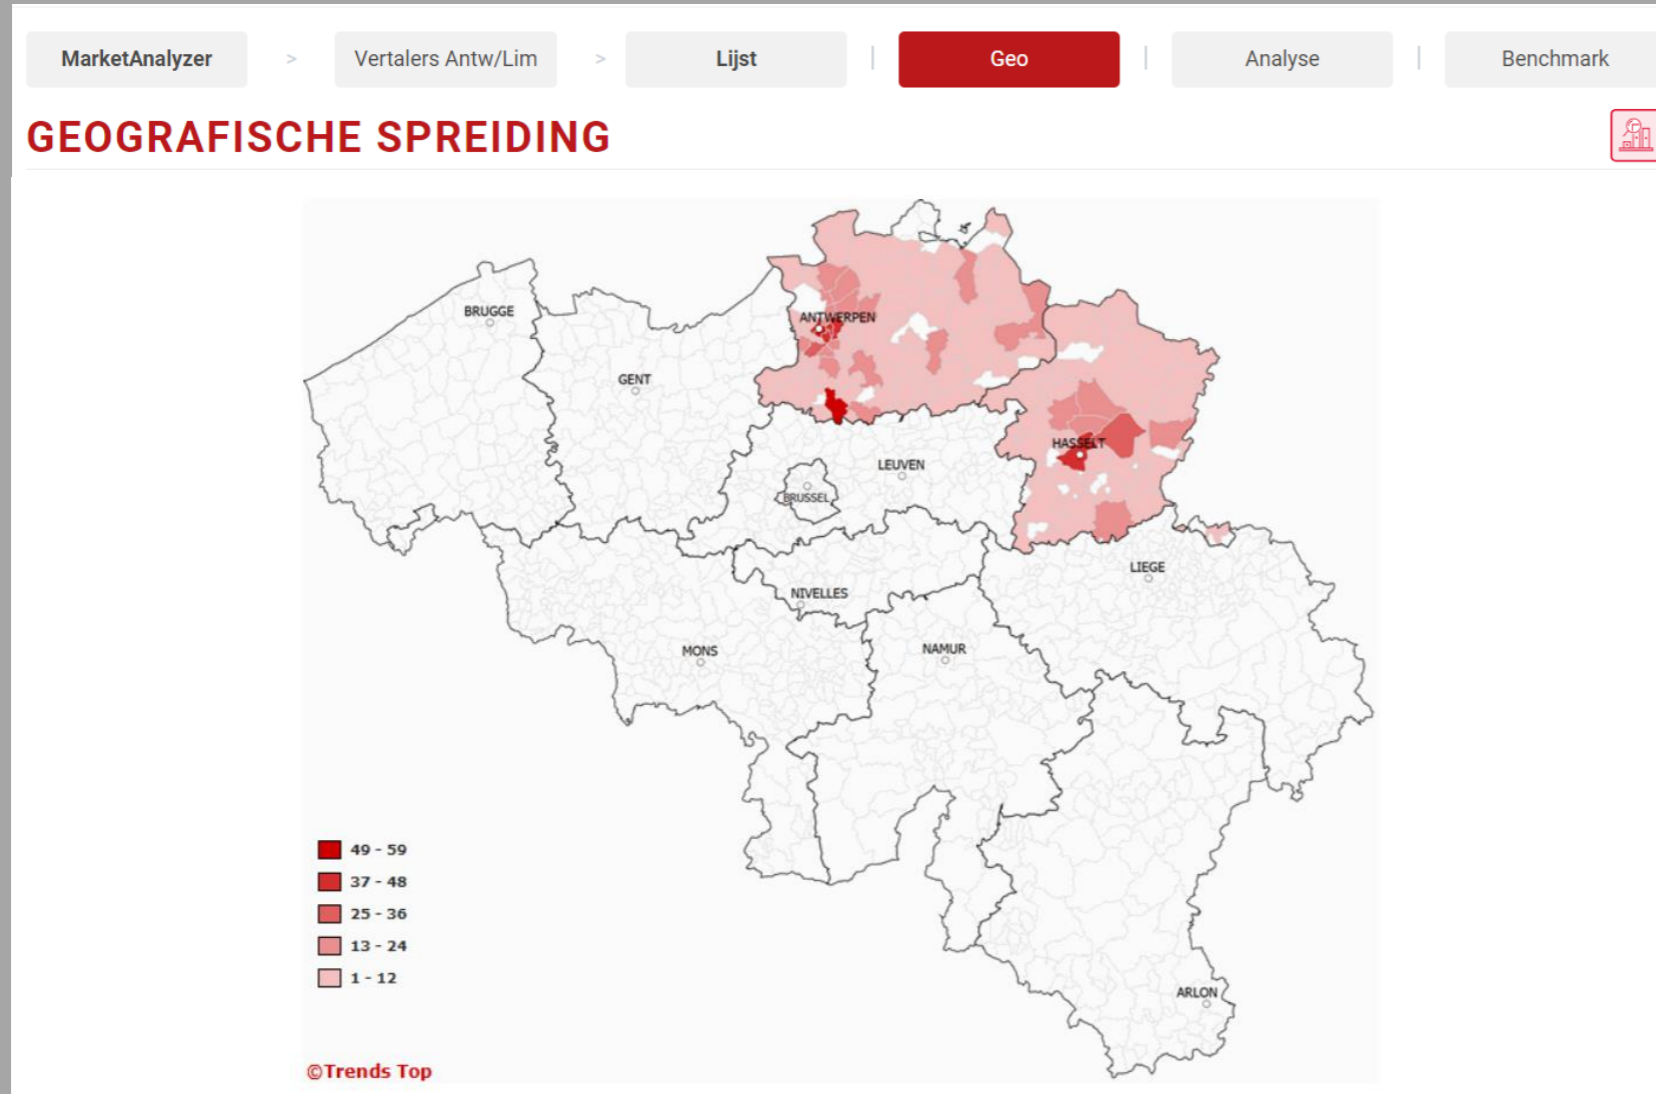 MarketAnalyzer > Vertalers Antw/Lim > Lijst | Geo | Analyse | Benchmark
GEOGRAFISCHE SPREIDING
BRUGGE
ANTWERPEN
GENT
HASSELT
LEUVEN
BRUSSEL
LIEGE
NIVELLES
MONS
NAMUR
49 - 59
37 - 48
25 - 36
13 - 24
1 - 12
ARLON
©Trends Top